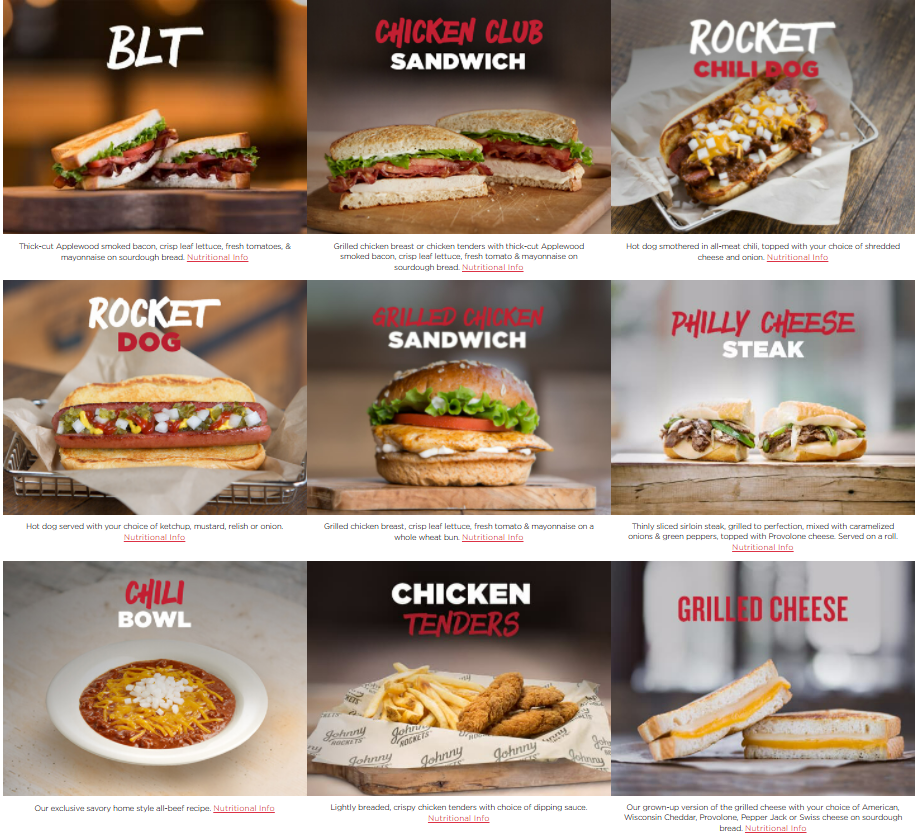 BLT
Thick-cut Applewood smoked bacon, crisp leaf lettuce, fresh tomatoes, &
mayonnaise on sourdough bread. Nutritional Info
CHICKEN CLUB
SANDWICH
Grilled chicken breast or chicken tenders with thick-cut Applewood
smoked bacon, crisp leaf lettuce, fresh tomato & mayonnaise on
sourdough bread. Nutritional Info
ROCKET
CHILI DOG
Hot dog smothered in all-meat chili, topped with your choice of shredded
cheese and onion. Nutritional Info
ROCKET
DOG
Hot dog served with your choice of ketchup, mustard, relish or onion.
Nutritional Info
GRILLED CHICKEN
SANDWICH
Grilled chicken breast, crisp leaf lettuce, fresh tomato & mayonnaise on a
whole wheat bun. Nutritional Info
PHILLY CHEESE
STEAK
Thinly sliced sirloin steak, grilled to perfection, mixed with caramelized
onions & green peppers, topped with Provolone cheese. Served on a roll.
Nutritional Info
CHILI
BOWL
Our exclusive savory home style all-beef recipe. Nutritional Info
CHICKEN
TENDERS
Johnny
ROCKETS
Johnny
ROCKETS
Johnny
Johnny
Johnny
Lightly breaded, crispy chicken tenders with choice of dipping sauce.
Nutritional Info
GRILLED CHEESE
Our grown-up version of the grilled cheese with your choice of American,
Wisconsin Cheddar, Provolone, Pepper Jack or Swiss cheese on sourdough
bread. Nutritional Info